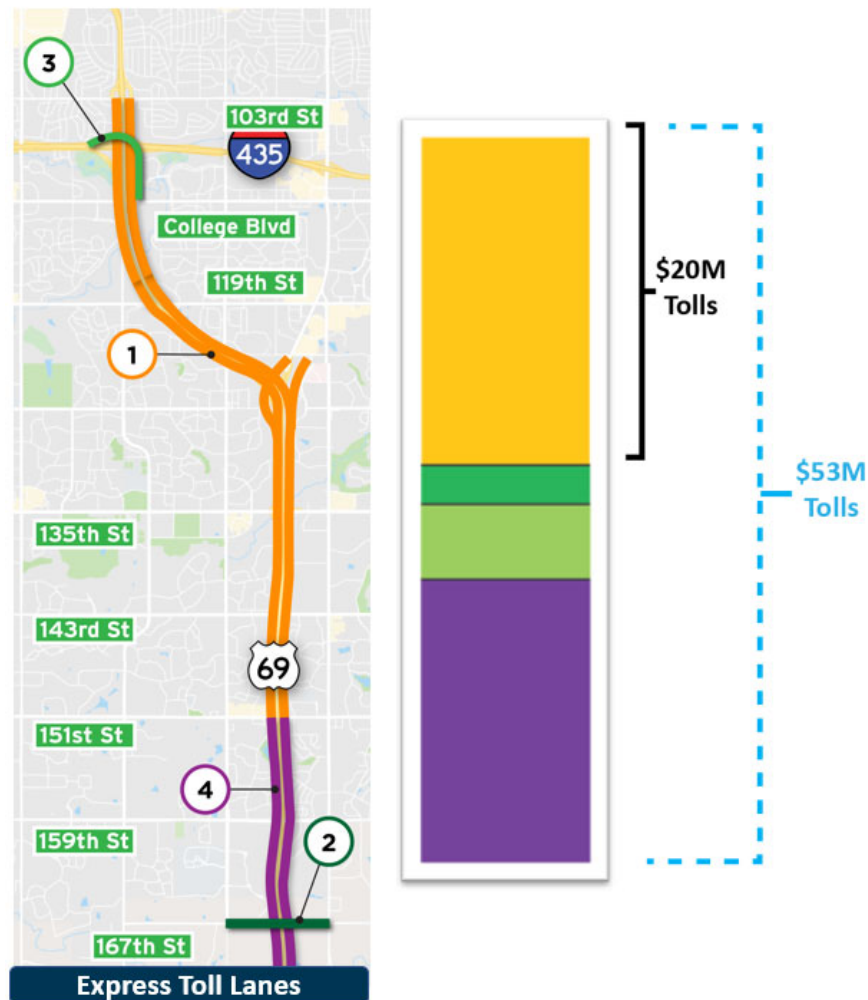 3
103rd St
435
College Blvd
119th St
1
135th St
143rd St
69
151st St
4
159th St
2
167th St
Express Toll Lanes
$20M
Tolls
$53M
Tolls